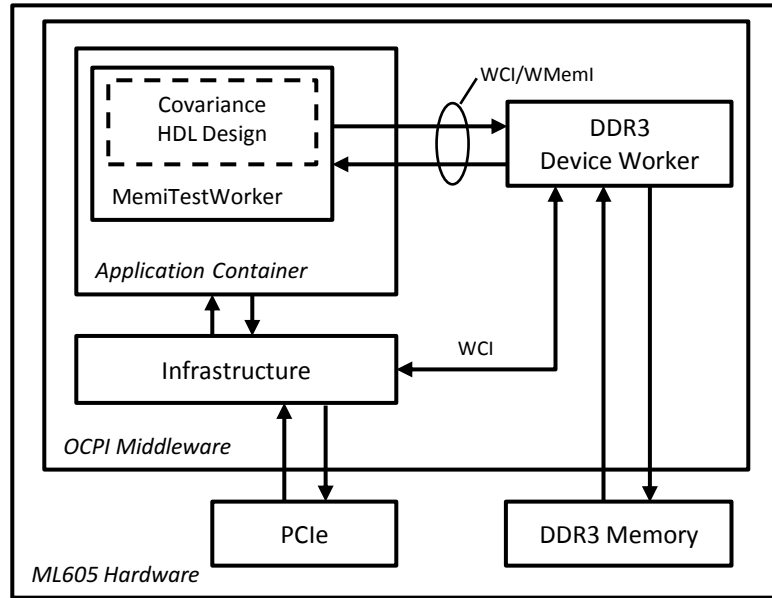 WCI/WMemI
Covariance
HDL Design
DDR3
Device Worker
MemiTestWorker
Application Container
WCI
Infrastructure
OCPI Middleware
PCIe
DDR3 Memory
ML605 Hardware